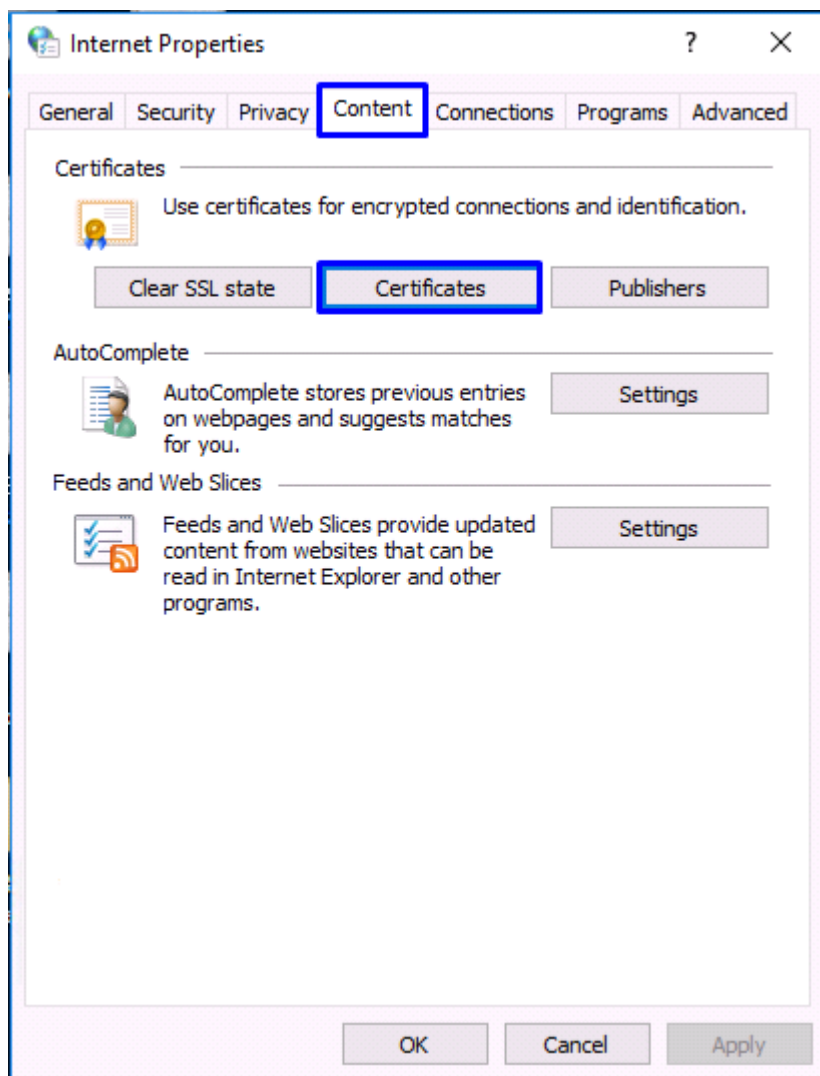 Internet Properties
?
General Security Privacy Content Connections Programs Advanced
Certificates
Use certificates for encrypted connections and identification.
Clear SSL state Certificates Publishers
AutoComplete
AutoComplete stores previous entries
on webpages and suggests matches
for you.
Settings
Feeds and Web Slices
Feeds and Web Slices provide updated
content from websites that can be
read in Internet Explorer and other
programs.
Settings
OK Cancel Apply